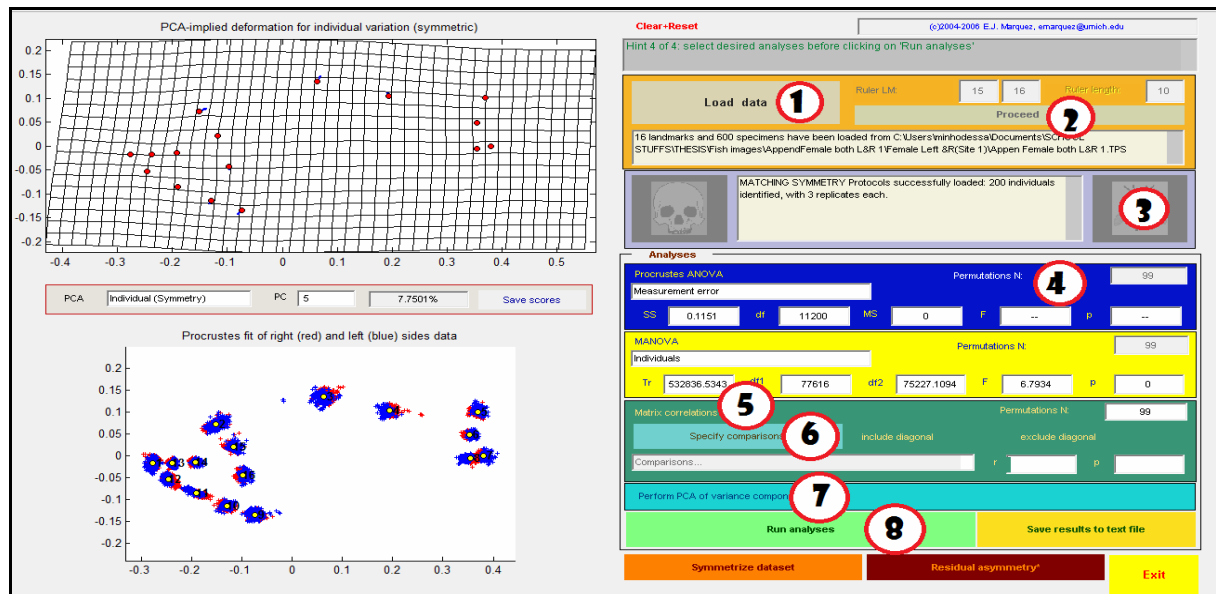 PCA-implied deformation for individual variation (symmetric)
0.2
0.15
0.1
0.05
0
-0.05
-0.1
-0.15
-0.2
-0.4 -0.3 -0.2 -0.1 0 0.1 0.2 0.3 0.4 0.5
PCA Individual (Symmetry) PC 5 7.7501% Save scores
Procrustes fit of right (red) and left (blue) sides data
0.2
0.15
0.1
0.05
0
-0.05
-0.1
-0.15
-0.2
-0.3 -0.2 -0.1 0 0.1 0.2 0.3 0.4
Clear+Reset (c)2004-2006 E.J. Marquez, emarquez@umich.edu
Hint 4 of 4: select desired analyses before clicking on 'Run analyses'
Load data 1 Ruler LM: 15 16 Ruler length: 10
Proceed 2
16 landmarks and 600 specimens have been loaded from C:\Users\minhodessa\Documents\SCHOOL
STUFFS\THESIS\Fish images\AppendFemale both L&R 1\Female Left &R(Site 1)\Appen Female both L&R 1.TPS
MATCHING SYMMETRY Protocols successfully loaded: 200 individuals
identified, with 3 replicates each.
3
Analyses
Procrustes ANOVA Permutations N: 4 99
Measurement error
SS 0.1151 df 11200 MS 0 F -- p --
MANOVA Permutations N: 99
Individuals
Tr 532836.5343 df1 77616 df2 75227.1094 F 6.7934 p 0
Matrix correlations 5 Permutations N: 99
Specify comparisons 6 include diagonal exclude diagonal
Comparisons... r p
Perform PCA of variance 7
Run analyses 8 Save results to text file
Symmetrize dataset Residual asymmetry* Exit